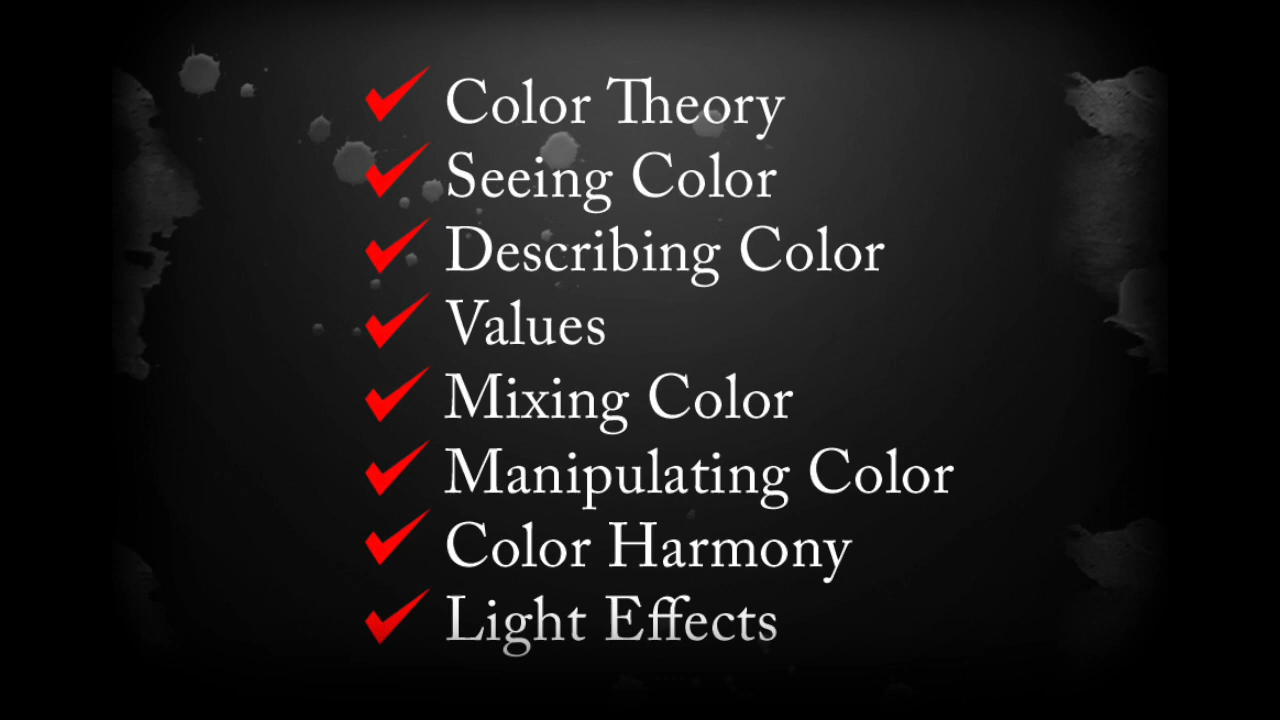 Color Theory
Seeing Color
Describing Color
Values
Mixing Color
Manipulating Color
Color Harmony
Light Effects